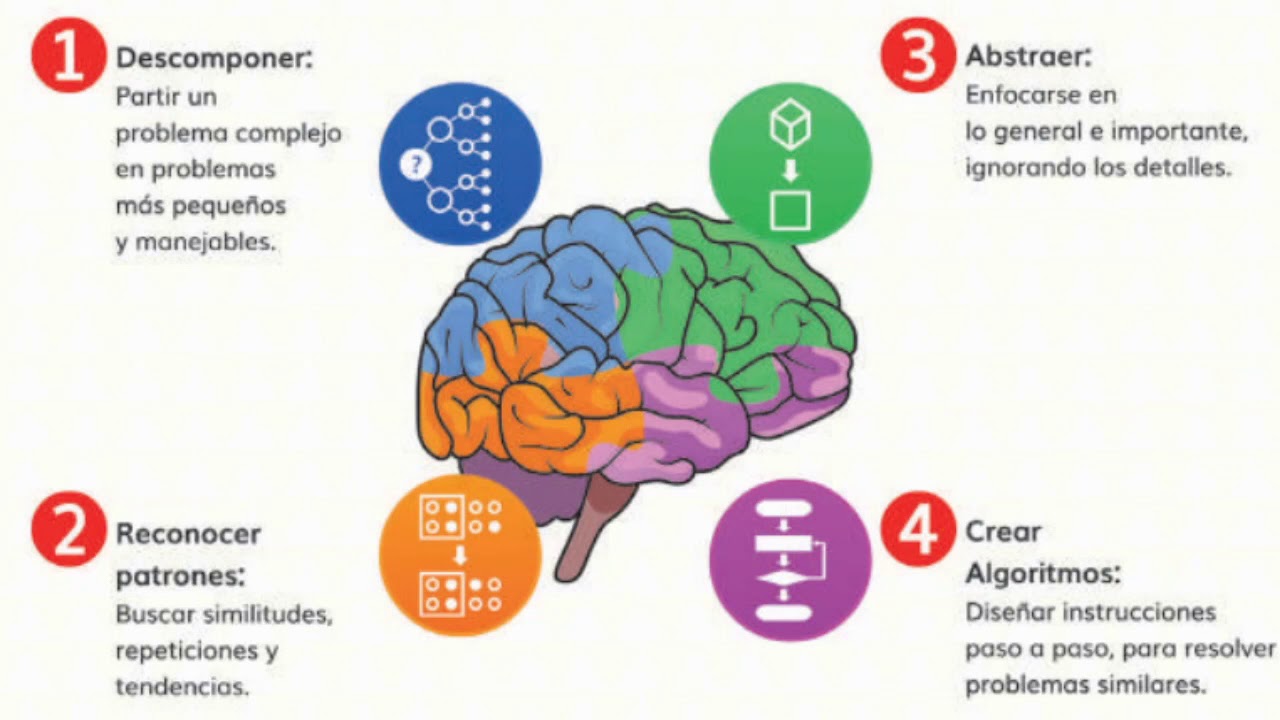 1
Descomponer:
Partir un
problema complejo
en problemas
más pequeños
y manejables.
?
2
Reconocer
patrones:
Buscar similitudes,
repeticiones y
tendencias.
3
Abstraer:
Enfocarse en
lo general e importante,
ignorando los detalles.
4
Crear
Algoritmos:
Diseñar instrucciones
paso a paso, para resolver
problemas similares.